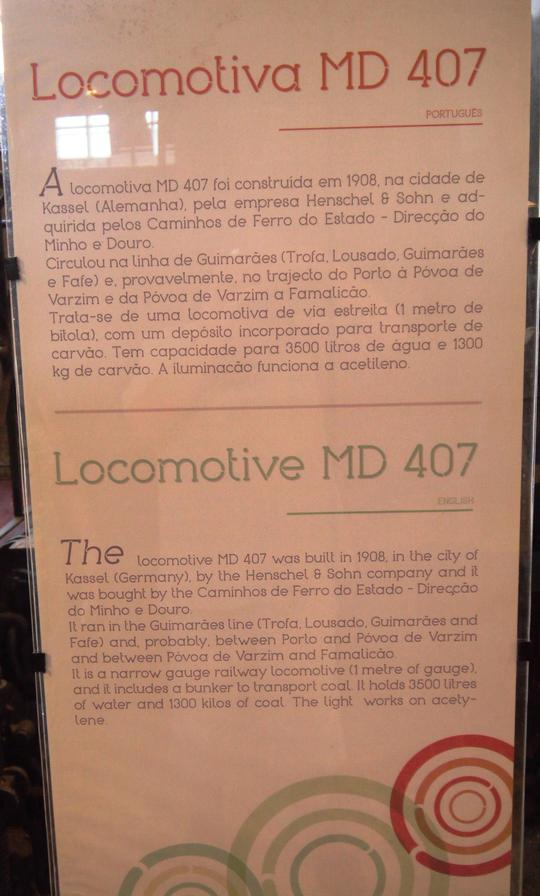 Locomotiva MD 407
PORTUGUÊS
A locomotiva MD 407 foi construída em 1908, na cidade de
Kassel (Alemanha), pela empresa Henschel & Sohn e ad-
quirida pelos Caminhos de Ferro do Estado - Direcção do
Minho e Douro.
Circulou na linha de Guimarães (Trofa, Lousado, Guimarães
e Fafe) e, provavelmente, no trajecto do Porto à Póvoa de
Varzim e da Póvoa de Varzim a Famalicão.
Trata-se de uma locomotiva de via estreita (1 metro de
bitola), com um depósito incorporado para transporte de
carvão. Tem capacidade para 3500 litros de água e 1300
kg de carvão. A iluminacão funciona a acetileno.
Locomotive MD 407
ENGLISH
The locomotive MD 407 was built in 1908, in the city of
Kassel (Germany), by the Henschel & Sohn company and it
was bought by the Caminhos de Ferro do Estado - Direcção
do Minho e Douro.
It ran in the Guimarães line (Trofa, Lousado, Guimarães and
Fafe) and, probably, between Porto and Póvoa de Varzim
and between Póvoa de Varzim and Famalicão.
It is a narrow gauge railway locomotive (1 metre of gauge),
and it includes a bunker to transport coal. It holds 3500 litres
of water and 1300 kilos of coal. The light works on acety-
lene.